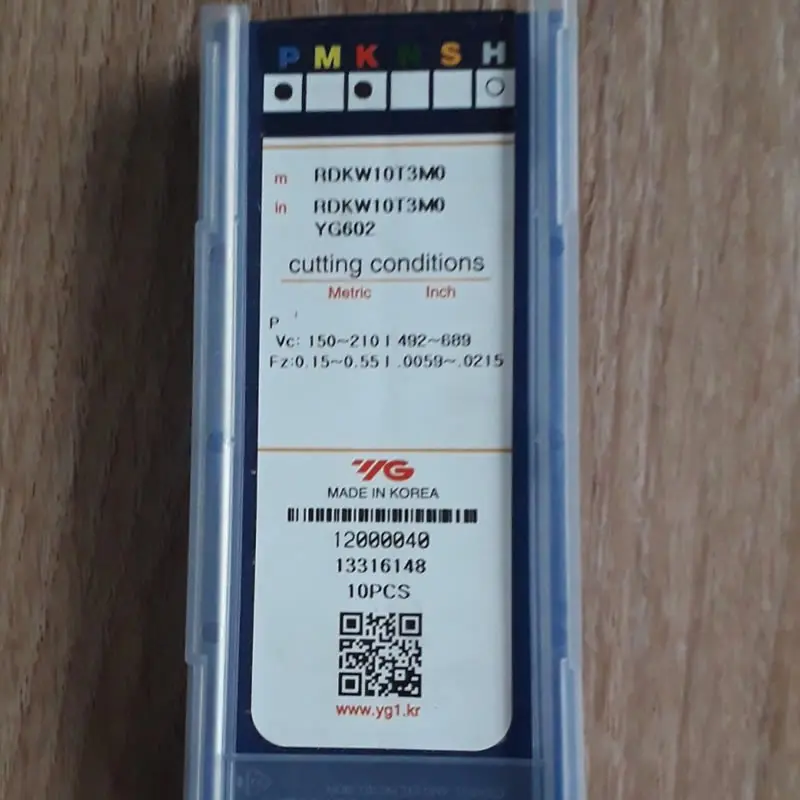 P M K N S H
m RDKW10T3M0
in RDKW10T3M0
YG602
cutting conditions
Metric Inch
P
Vc: 150~210 | 492~689
Fz:0.15~0.55 | .0059~.0215
YG
MADE IN KOREA
12000040
13316148
10PCS
www.yg1.kr